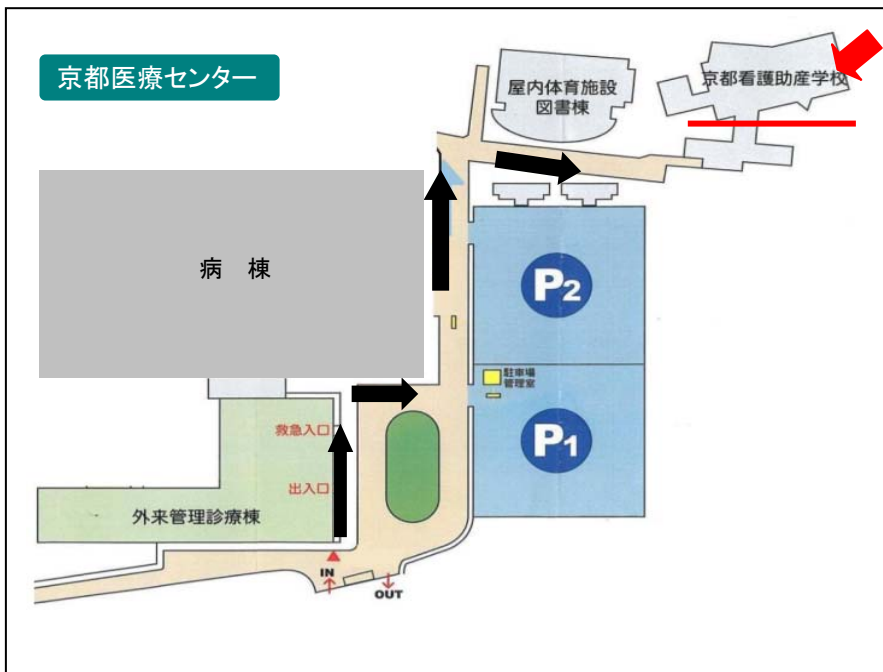 京都医療センター
屋内体育施設
図書棟
京都看護助産学校
病 棟
P2
駐車場
管理室
救急入口
P1
出入口
外来管理診療棟
IN
OUT